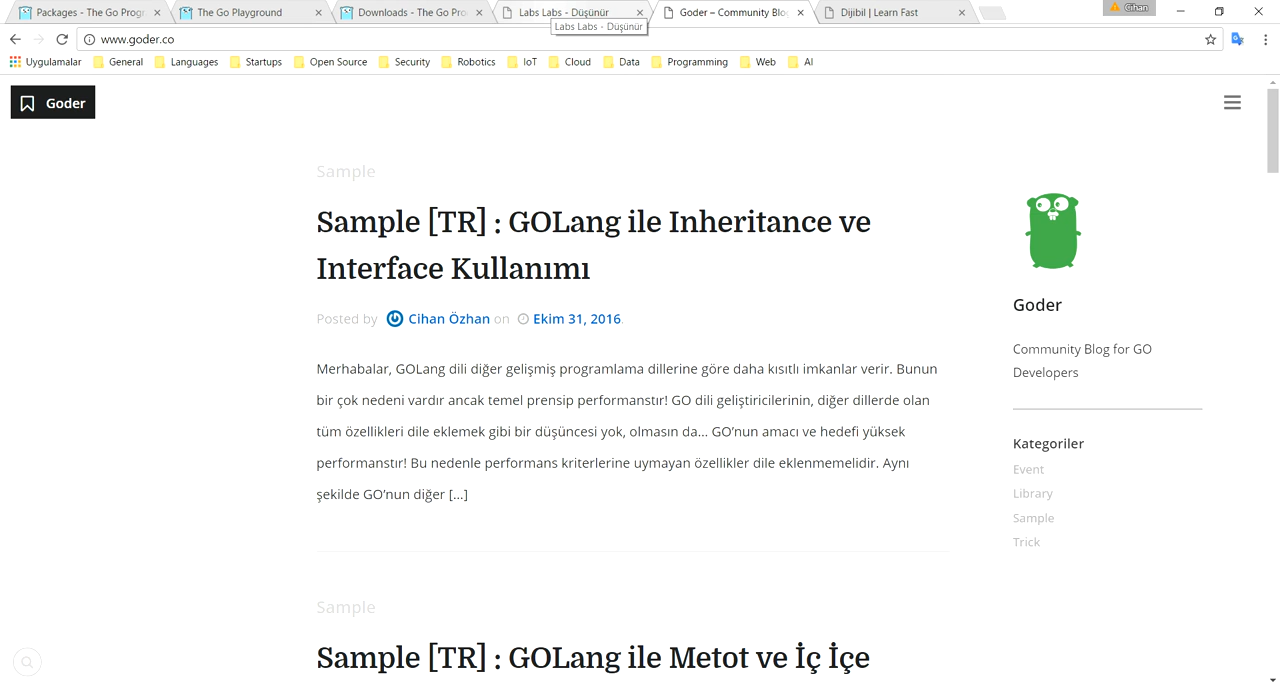 Packages - The Go Progr
The Go Playground
Downloads - The Go Pro
Labs Labs - Düşünür
Goder – Community Blo
Dijibil | Learn Fast
Cihan
Labs Labs - Düşünür
www.goder.co
Uygulamalar General Languages Startups Open Source Security Robotics IoT Cloud Data Programming Web AI
Goder
Sample
Sample [TR] : GOLang ile Inheritance ve
Interface Kullanımı
Posted by Cihan Özhan on Ekim 31, 2016.
Merhabalar, GOLang dili diğer gelişmiş programlama dillerine göre daha kısıtlı imkanlar verir. Bunun
bir çok nedeni vardır ancak temel prensip performanstır! GO dili geliştiricilerinin, diğer dillerde olan
tüm özellikleri dile eklemek gibi bir düşüncesi yok, olmasın da… GO’nun amacı ve hedefi yüksek
performanstır! Bu nedenle performans kriterlerine uymayan özellikler dile eklenmemelidir. Aynı
şekilde GO’nun diğer […]
Sample
Sample [TR] : GOLang ile Metot ve İç İçe
Goder
Community Blog for GO
Developers
Kategoriler
Event
Library
Sample
Trick